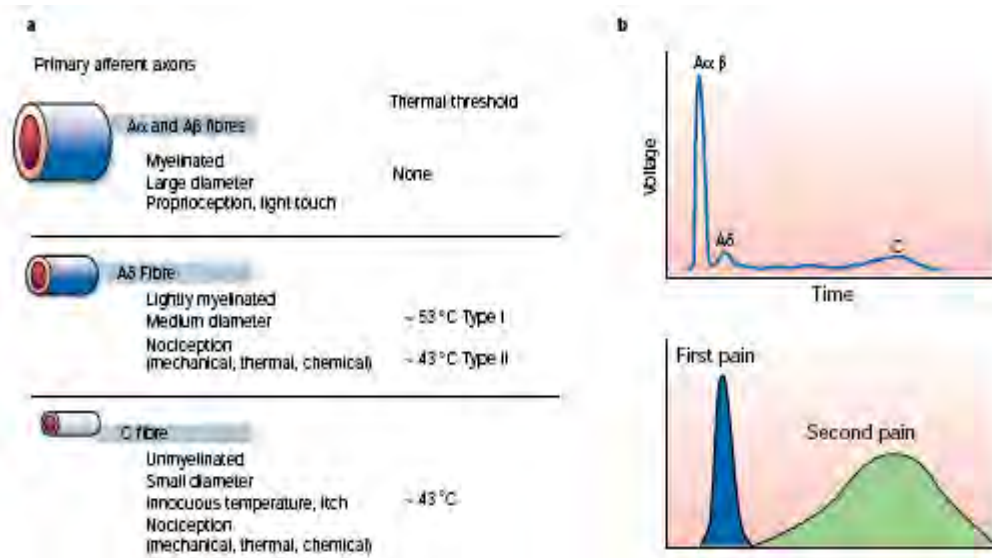 a
Primary afferent axons
Thermal threshold
Aα and Aβ fibres
Myelinated
Large diameter
Proprioception, light touch
None
Aδ Fibre
Lightly myelinated
Medium diameter
Nociception
(mechanical, thermal, chemical)
~ 53 °C Type I
~ 43 °C Type II
C fibre
Unmyelinated
Small diameter
Innocuous temperature, itch
Nociception
(mechanical, thermal, chemical)
~ 43 °C
b
Aα β
Voltage
Aδ
C
Time
First pain
Second pain